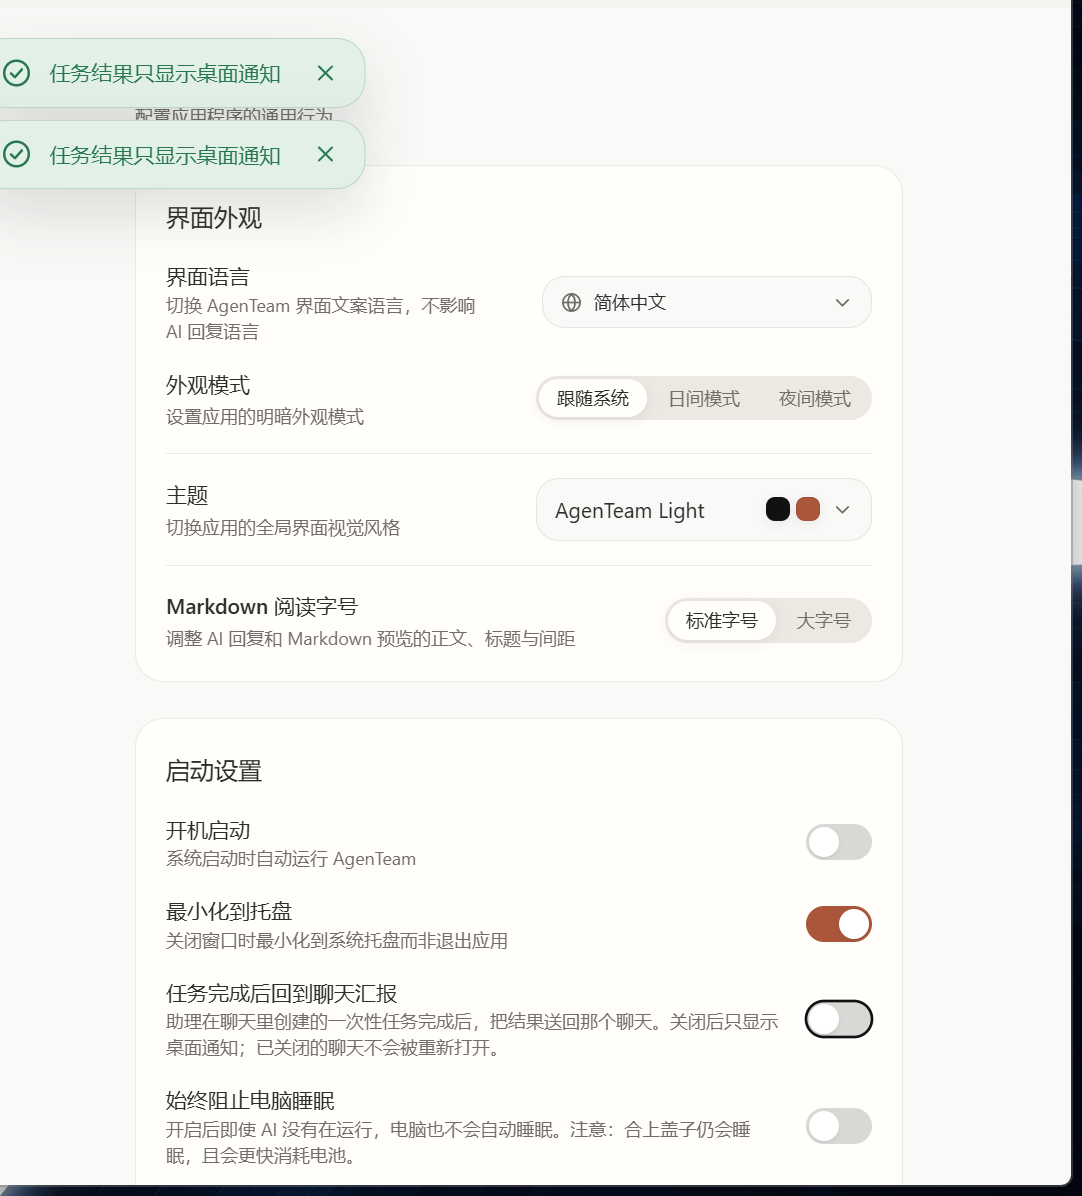 任务结果只显示桌面通知
配置应用程序的通用行为
任务结果只显示桌面通知
界面外观
界面语言
切换 AgenTeam 界面文案语言，不影响
AI 回复语言
简体中文
外观模式
设置应用的明暗外观模式
跟随系统
日间模式
夜间模式
主题
切换应用的全局界面视觉风格
AgenTeam Light
Markdown 阅读字号
调整 AI 回复和 Markdown 预览的正文、标题与间距
标准字号
大字号
启动设置
开机启动
系统启动时自动运行 AgenTeam
最小化到托盘
关闭窗口时最小化到系统托盘而非退出应用
任务完成后回到聊天汇报
助理在聊天里创建的一次性任务完成后，把结果送回那个聊天。关闭后只显示
桌面通知；已关闭的聊天不会被重新打开。
始终阻止电脑睡眠
开启后即使 AI 没有在运行，电脑也不会自动睡眠。注意：合上盖子仍会睡
眠，且会更快消耗电池。